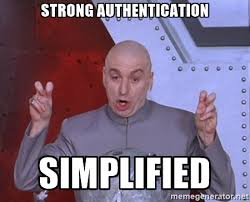 STRONG AUTHENTICATION
SIMPLIFIED
memegenerator.net